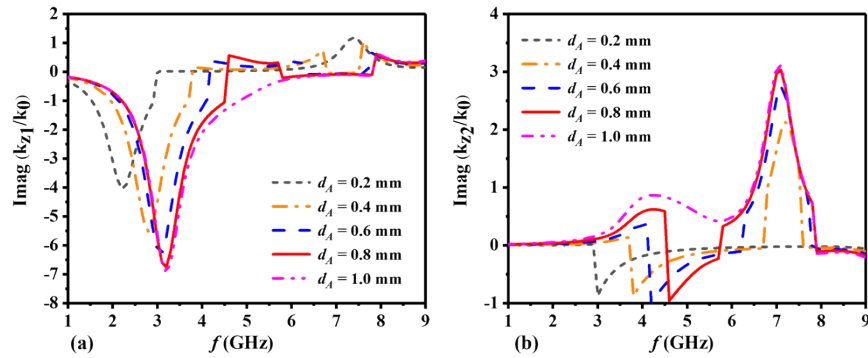 Imag (kz1/k0)
2
1
0
-1
-2
-3
-4
-5
-6
-7
-8
dA = 0.2 mm
dA = 0.4 mm
dA = 0.6 mm
dA = 0.8 mm
dA = 1.0 mm
1 2 3 4 5 6 7 8 9
(a) f (GHz)
Imag (kz2/k0)
4
3
2
1
0
-1
dA = 0.2 mm
dA = 0.4 mm
dA = 0.6 mm
dA = 0.8 mm
dA = 1.0 mm
1 2 3 4 5 6 7 8 9
(b) f (GHz)